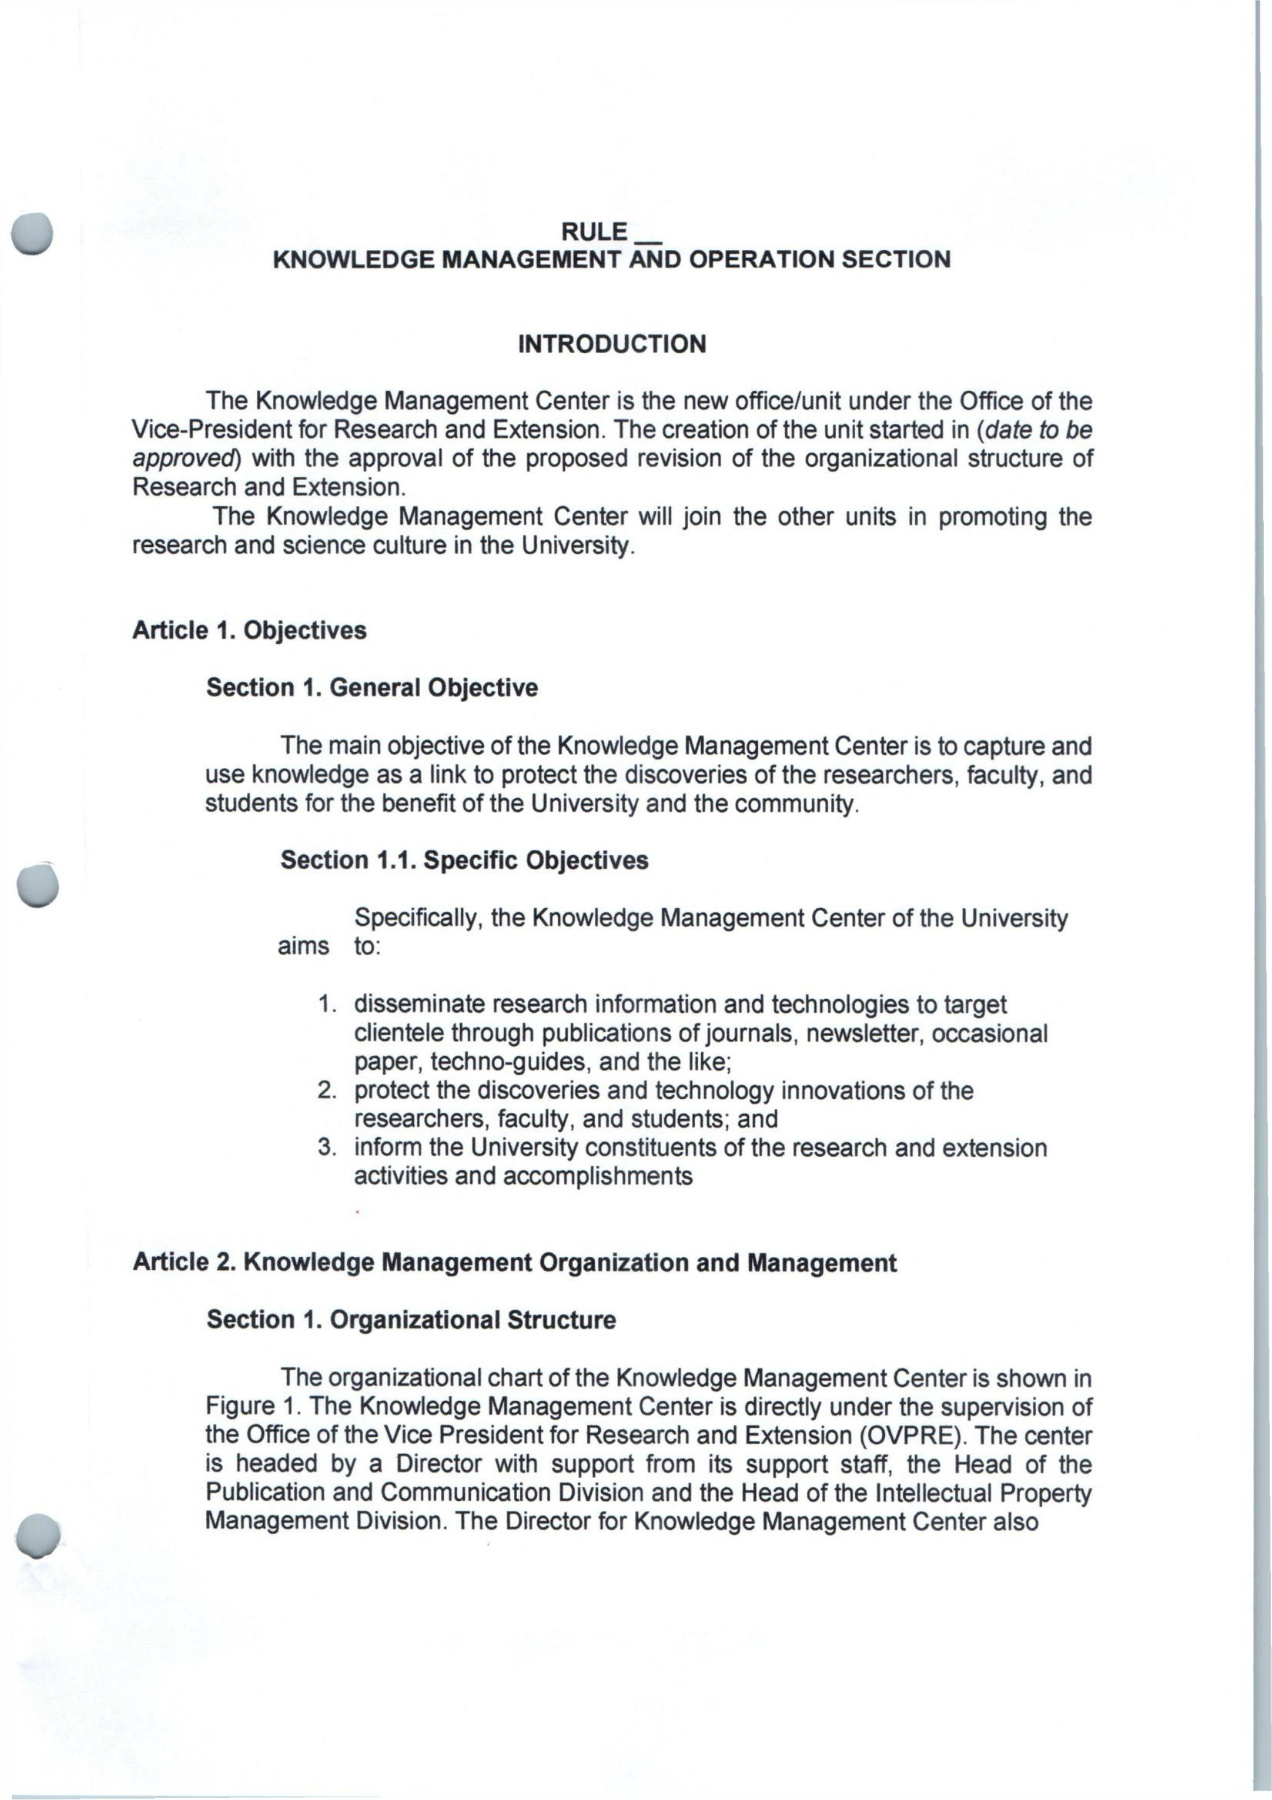 RULE __
KNOWLEDGE MANAGEMENT AND OPERATION SECTION
INTRODUCTION
The Knowledge Management Center is the new office/unit under the Office of the
Vice-President for Research and Extension. The creation of the unit started in (date to be
approved) with the approval of the proposed revision of the organizational structure of
Research and Extension.
The Knowledge Management Center will join the other units in promoting the
research and science culture in the University.
Article 1. Objectives
Section 1. General Objective
The main objective of the Knowledge Management Center is to capture and
use knowledge as a link to protect the discoveries of the researchers, faculty, and
students for the benefit of the University and the community.
Section 1.1. Specific Objectives
Specifically, the Knowledge Management Center of the University
aims to:
1. disseminate research information and technologies to target
clientele through publications of journals, newsletter, occasional
paper, techno-guides, and the like;
2. protect the discoveries and technology innovations of the
researchers, faculty, and students; and
3. inform the University constituents of the research and extension
activities and accomplishments
Article 2. Knowledge Management Organization and Management
Section 1. Organizational Structure
The organizational chart of the Knowledge Management Center is shown in
Figure 1. The Knowledge Management Center is directly under the supervision of
the Office of the Vice President for Research and Extension (OVPRE). The center
is headed by a Director with support from its support staff, the Head of the
Publication and Communication Division and the Head of the Intellectual Property
Management Division. The Director for Knowledge Management Center also